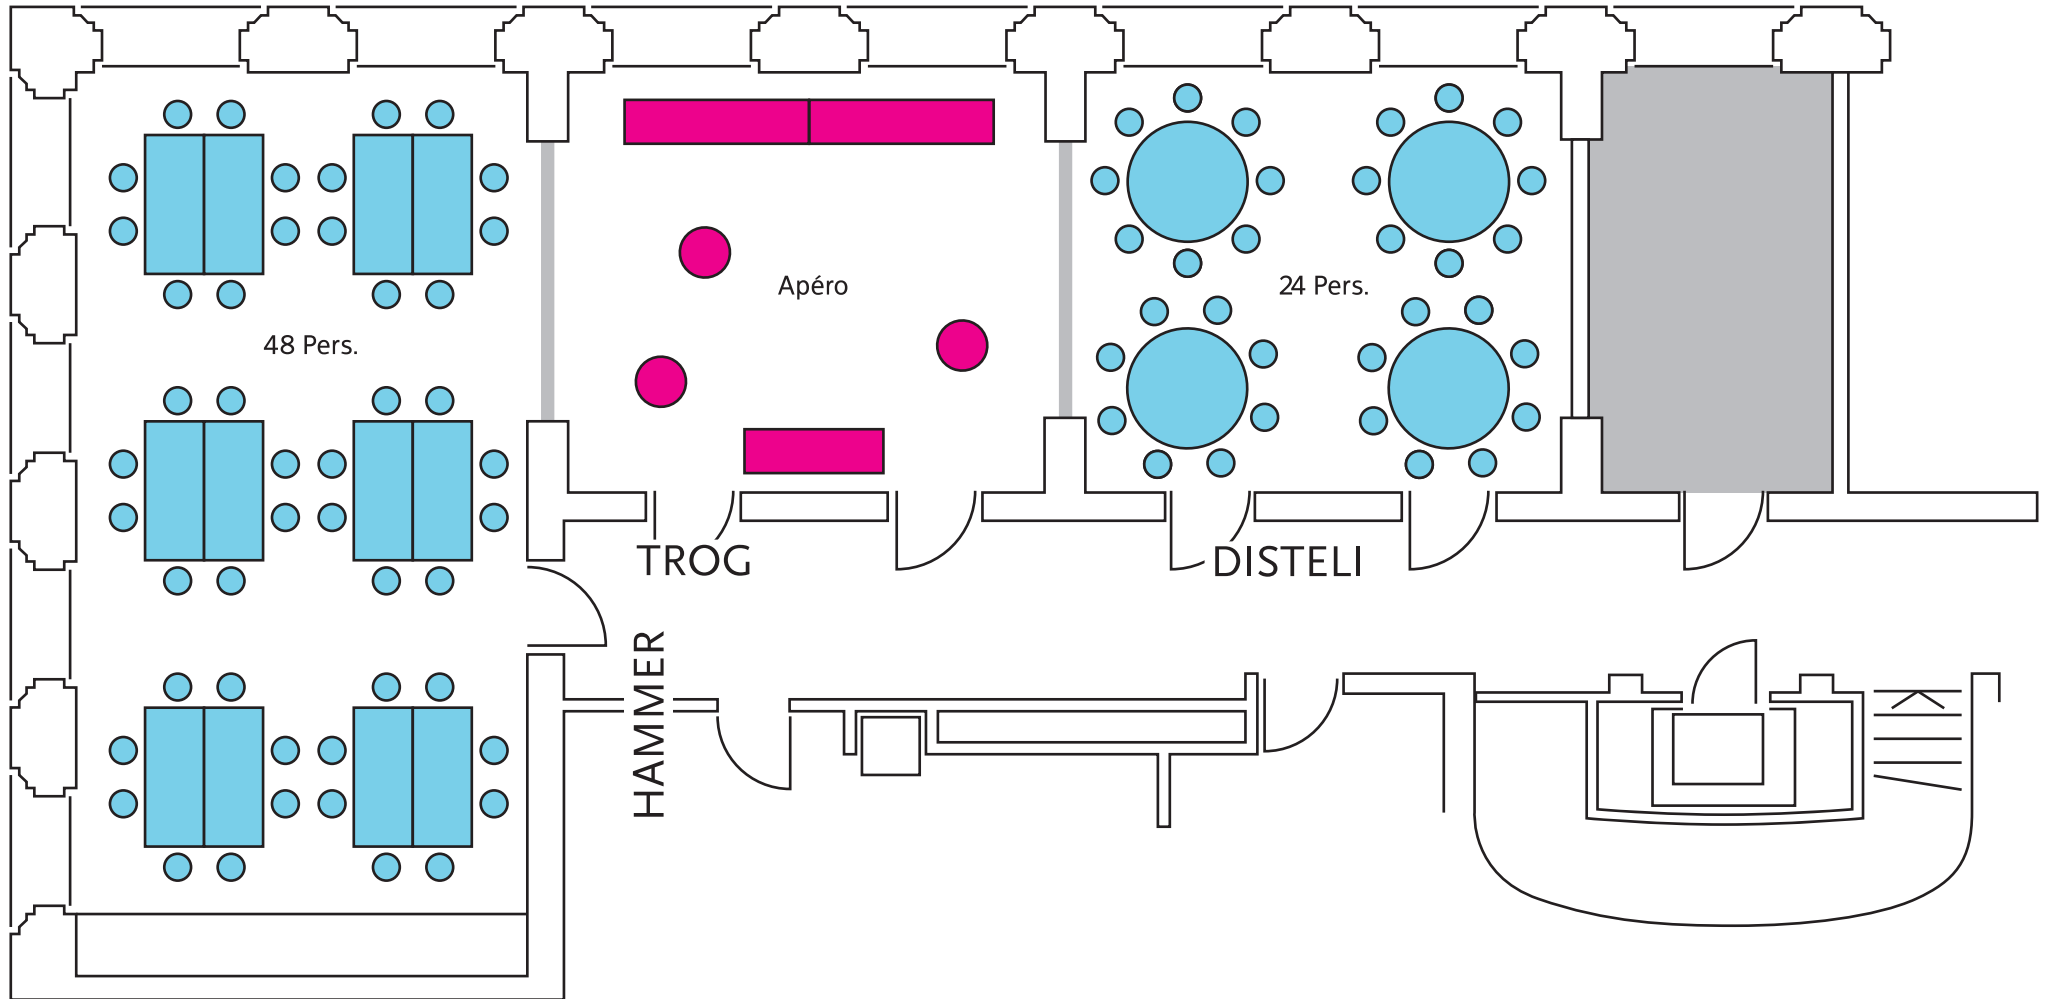 Apéro
24 Pers.
48 Pers.
TROG
DISTELI
HAMMER